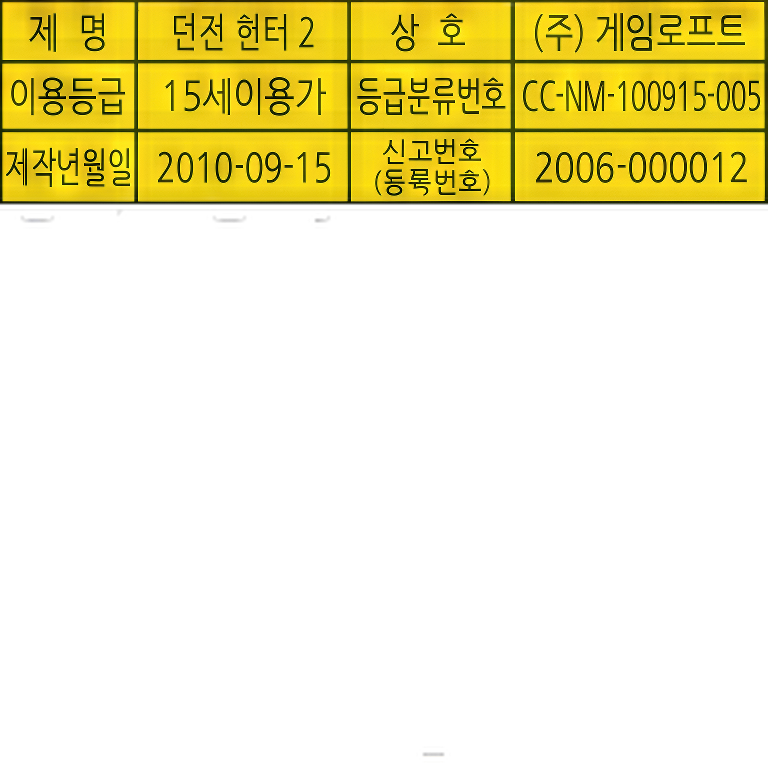 제 명 던전 헌터 2 상 호 (주) 게임로프트
이용등급 15세이용가 등급분류번호 CC-NM-100915-005
제작년월일 2010-09-15 신고번호 2006-000012
(등록번호)